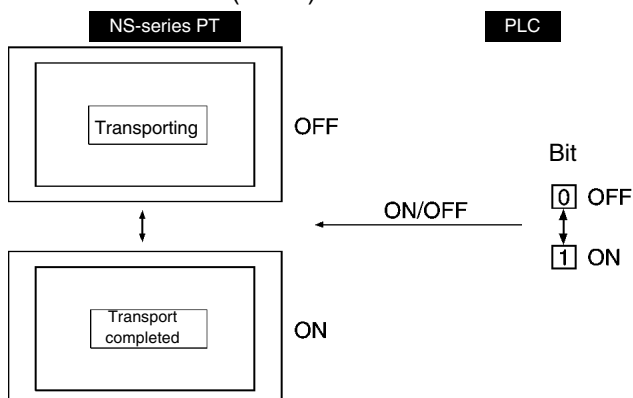 NS-series PT
PLC
Transporting
OFF
Bit
0 OFF
ON/OFF
1 ON
Transport
completed
ON